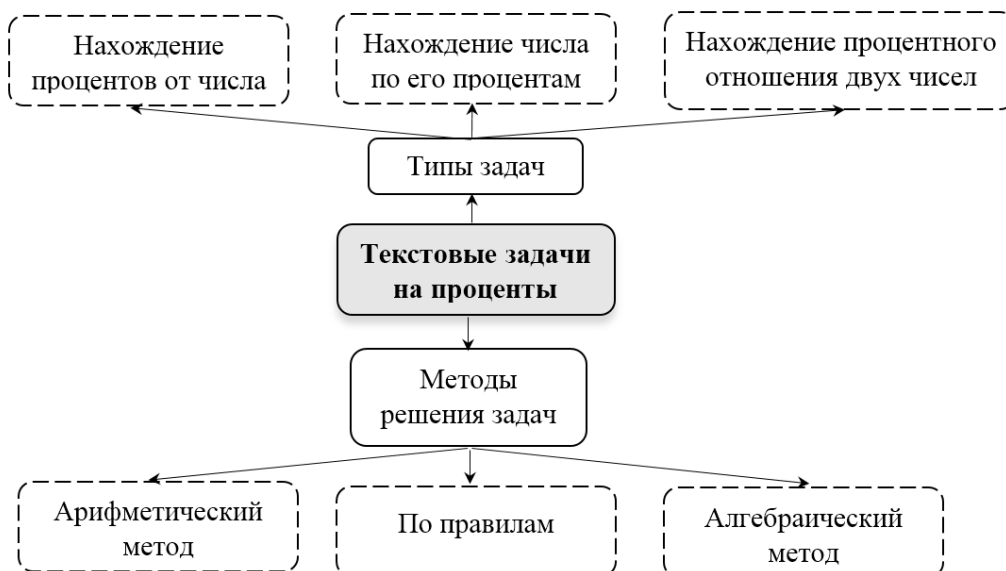 Нахождение
процентов от числа
Нахождение числа
по его процентам
Нахождение процентного
отношения двух чисел
Типы задач
Текстовые задачи
на проценты
Методы
решения задач
Арифметический
метод
По правилам
Алгебраический
метод